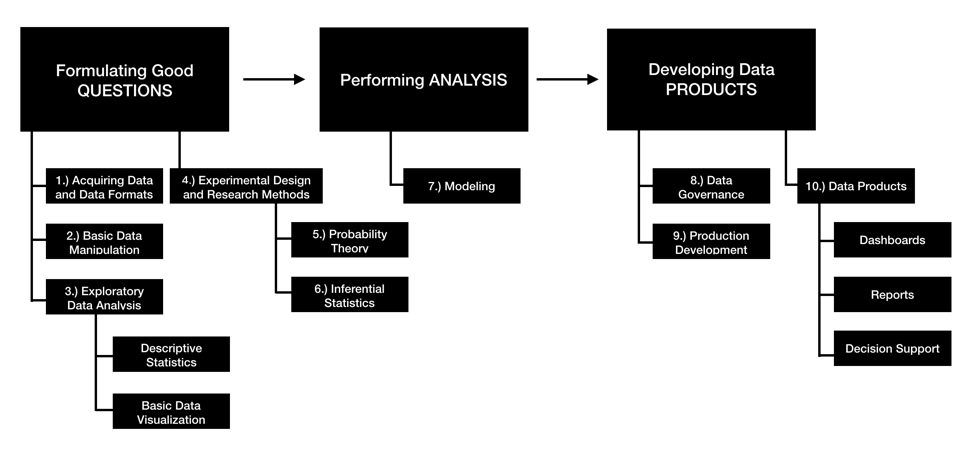 Formulating Good
QUESTIONS
Performing ANALYSIS
Developing Data
PRODUCTS
1.) Acquiring Data
and Data Formats
2.) Basic Data
Manipulation
3.) Exploratory
Data Analysis
Descriptive
Statistics
Basic Data
Visualization
4.) Experimental Design
and Research Methods
5.) Probability
Theory
6.) Inferential
Statistics
7.) Modeling
8.) Data
Governance
9.) Production
Development
10.) Data Products
Dashboards
Reports
Decision Support